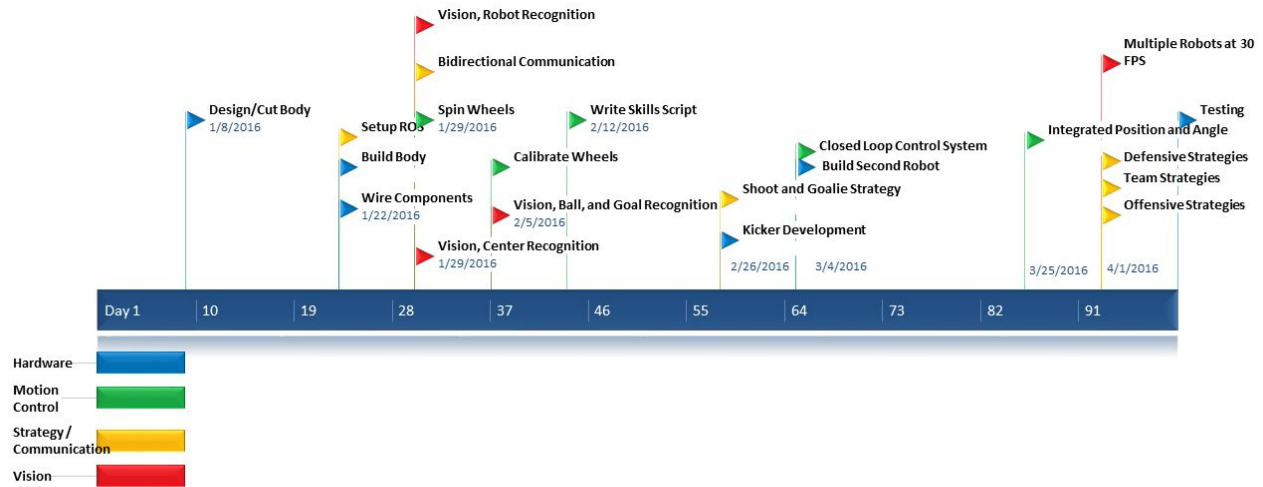 Vision, Robot Recognition
Bidirectional Communication
Multiple Robots at 30
FPS
Design/Cut Body
1/8/2016
Spin Wheels
1/29/2016
Write Skills Script
2/12/2016
Testing
Setup ROS
Integrated Position and Angle
Build Body
Calibrate Wheels
Closed Loop Control System
Build Second Robot
Defensive Strategies
Team Strategies
Wire Components
1/22/2016
Vision, Ball, and Goal Recognition
2/5/2016
Shoot and Goalie Strategy
Offensive Strategies
Kicker Development
Vision, Center Recognition
1/29/2016
2/26/2016
3/4/2016
3/25/2016
4/1/2016
Day 1
10
19
28
37
46
55
64
73
82
91
Hardware
Motion
Control
Strategy /
Communication
Vision